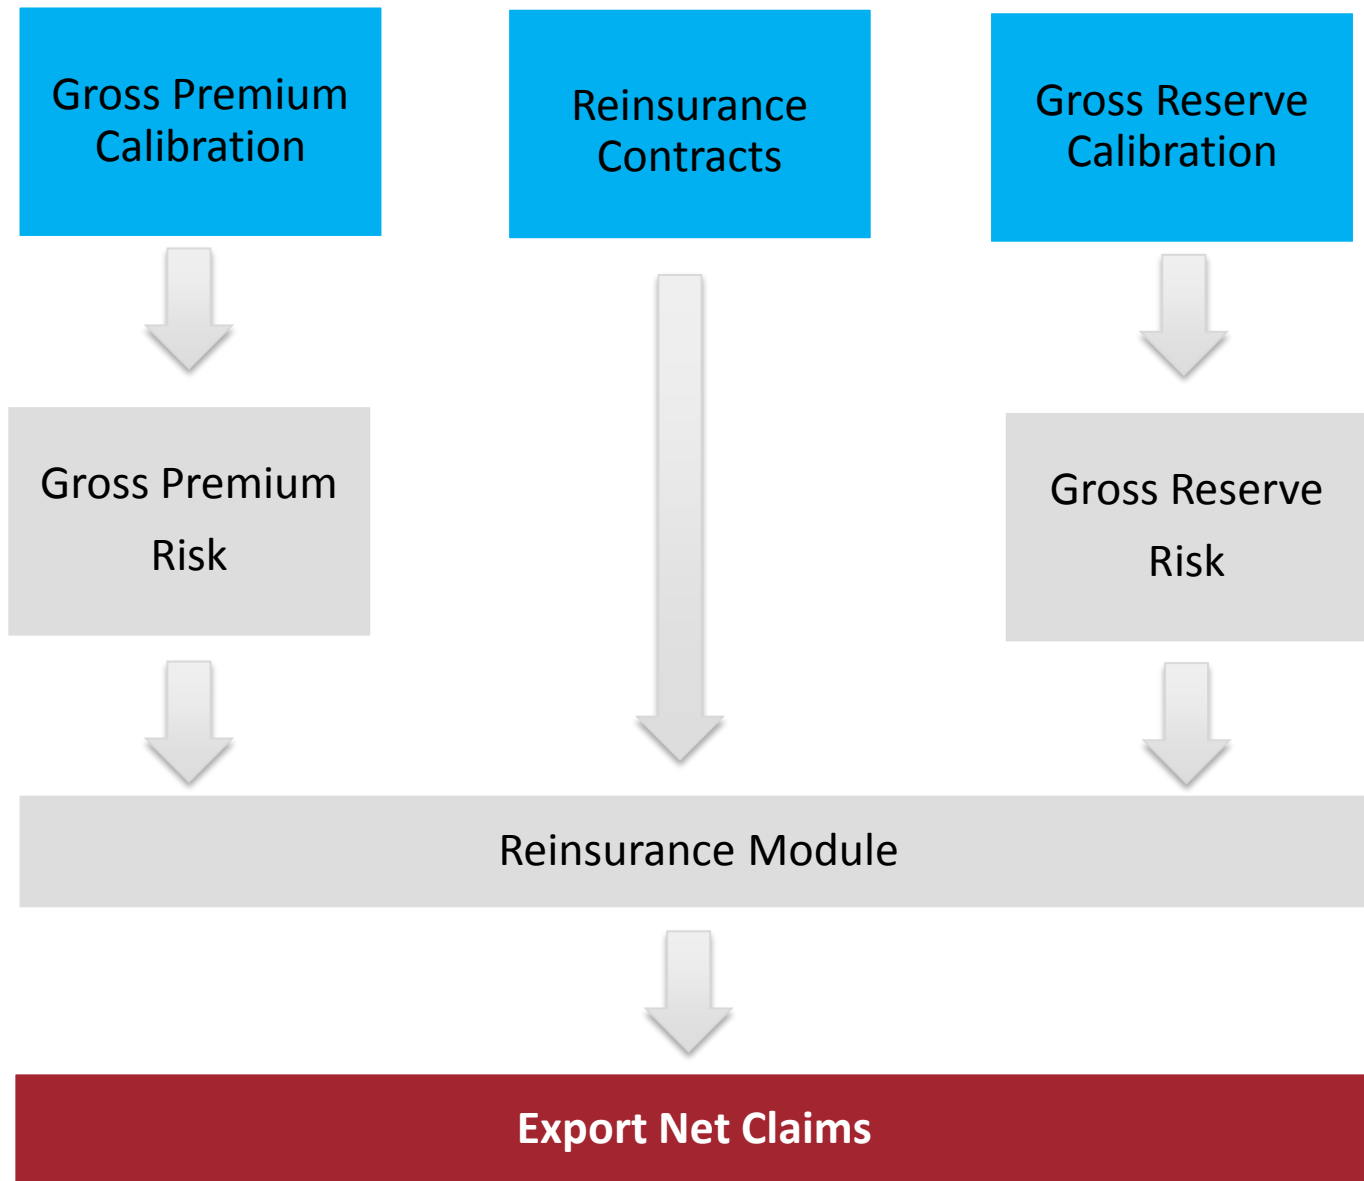 Gross Premium
Calibration
Reinsurance
Contracts
Gross Reserve
Calibration
Gross Premium
Risk
Gross Reserve
Risk
Reinsurance Module
Export Net Claims